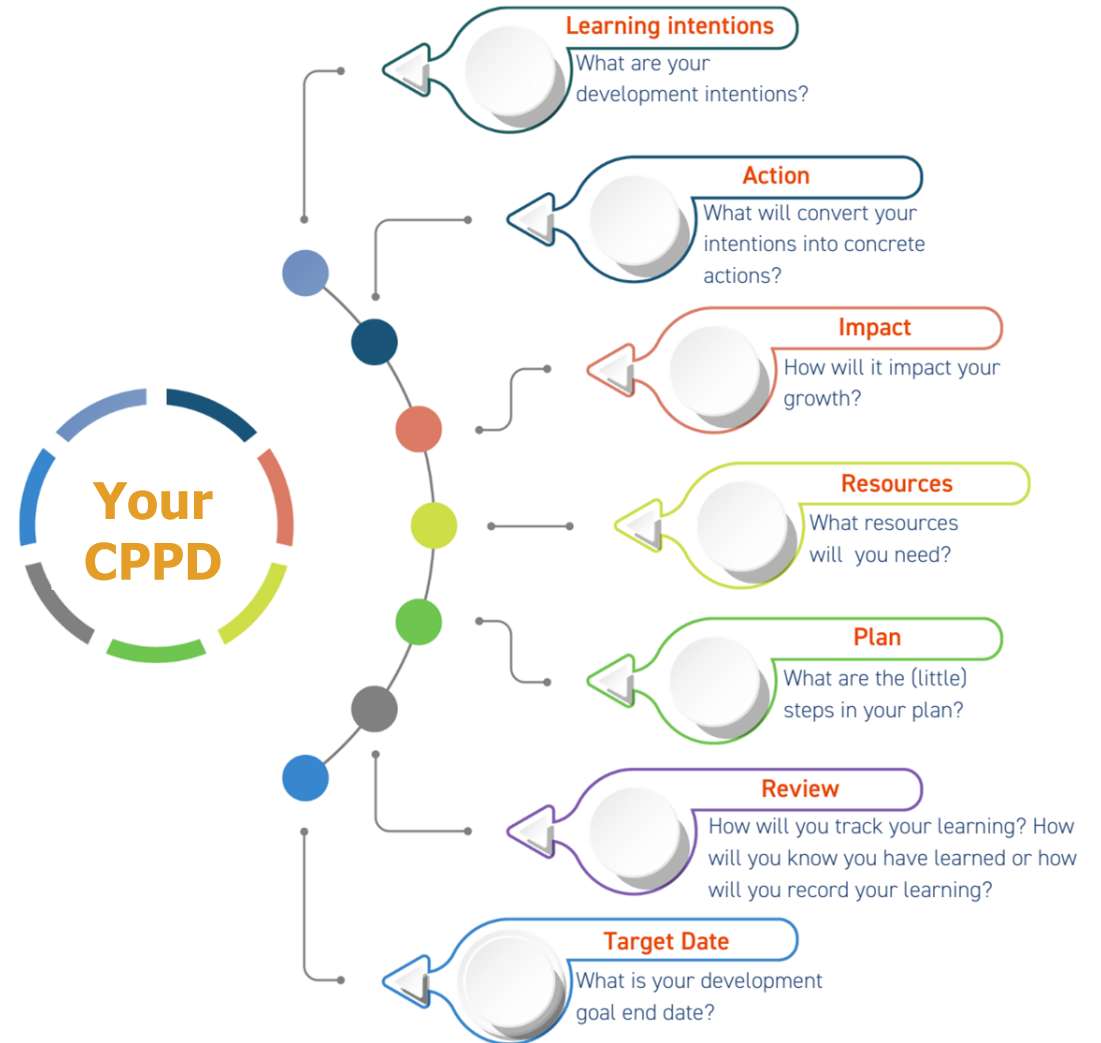 Learning intentions
What are your
development intentions?
Action
What will convert your
intentions into concrete
actions?
Impact
How will it impact your
growth?
Your
CPPD
Resources
What resources
will  you need?
Plan
What are the (little)
steps in your plan?
Review
How will you track your learning? How
will you know you have learned or how
will you record your learning?
Target Date
What is your development
goal end date?